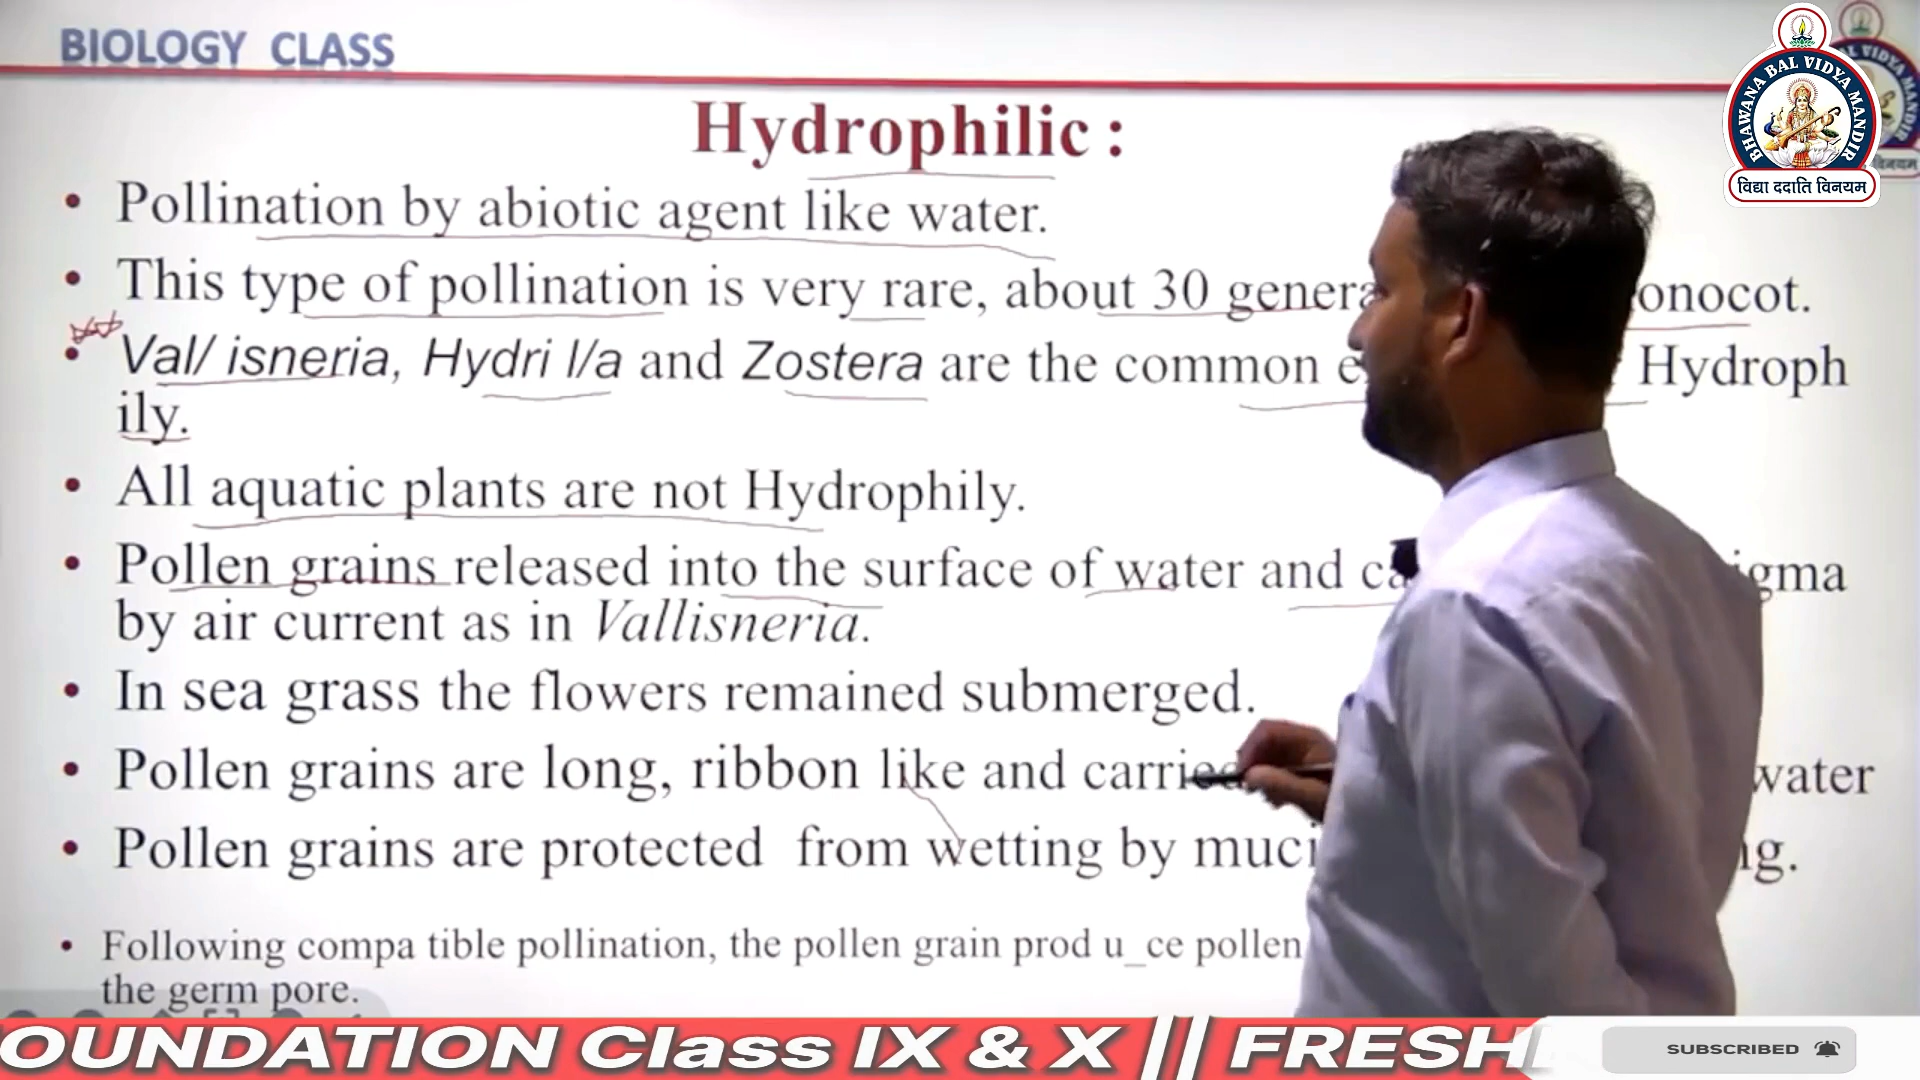 BIOLOGY CLASS
BHAWANA BAL VIDYA MANDIR
विद्या ददाति विनयम
Hydrophilic :
• Pollination by abiotic agent like water.
• This type of pollination is very rare, about 30 genera onocot.
• Val/ isneria, Hydri l/a and Zostera are the common e Hydroph
ily.
• All aquatic plants are not Hydrophily.
• Pollen grains released into the surface of water and ca igma
by air current as in Vallisneria.
• In sea grass the flowers remained submerged.
• Pollen grains are long, ribbon like and carried water
• Pollen grains are protected from wetting by muci ng.
• Following compa tible pollination, the pollen grain prod u_ce pollen
the germ pore.
OUNDATION Class IX & X || FRESH
SUBSCRIBED